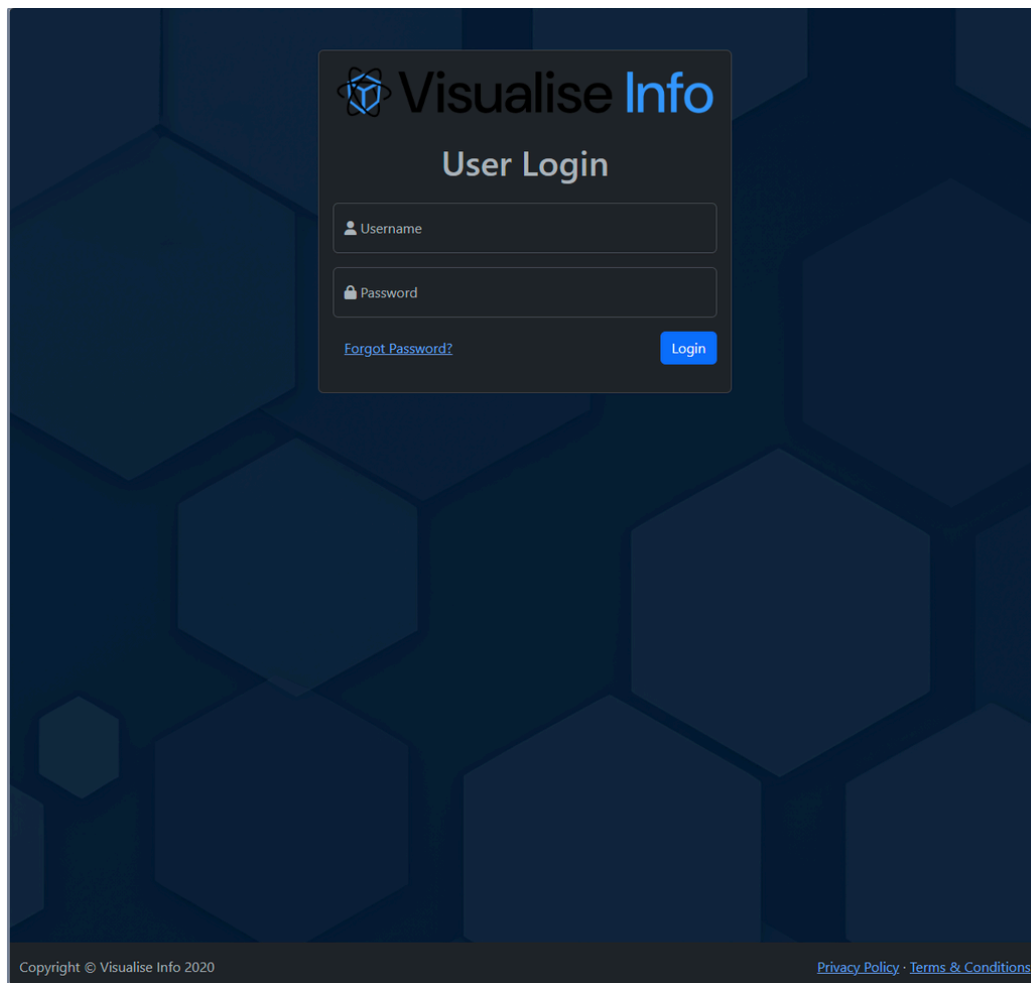 Visualise Info
User Login
Username
Password
Forgot Password?
Login
Copyright © Visualise Info 2020
Privacy Policy · Terms & Conditions